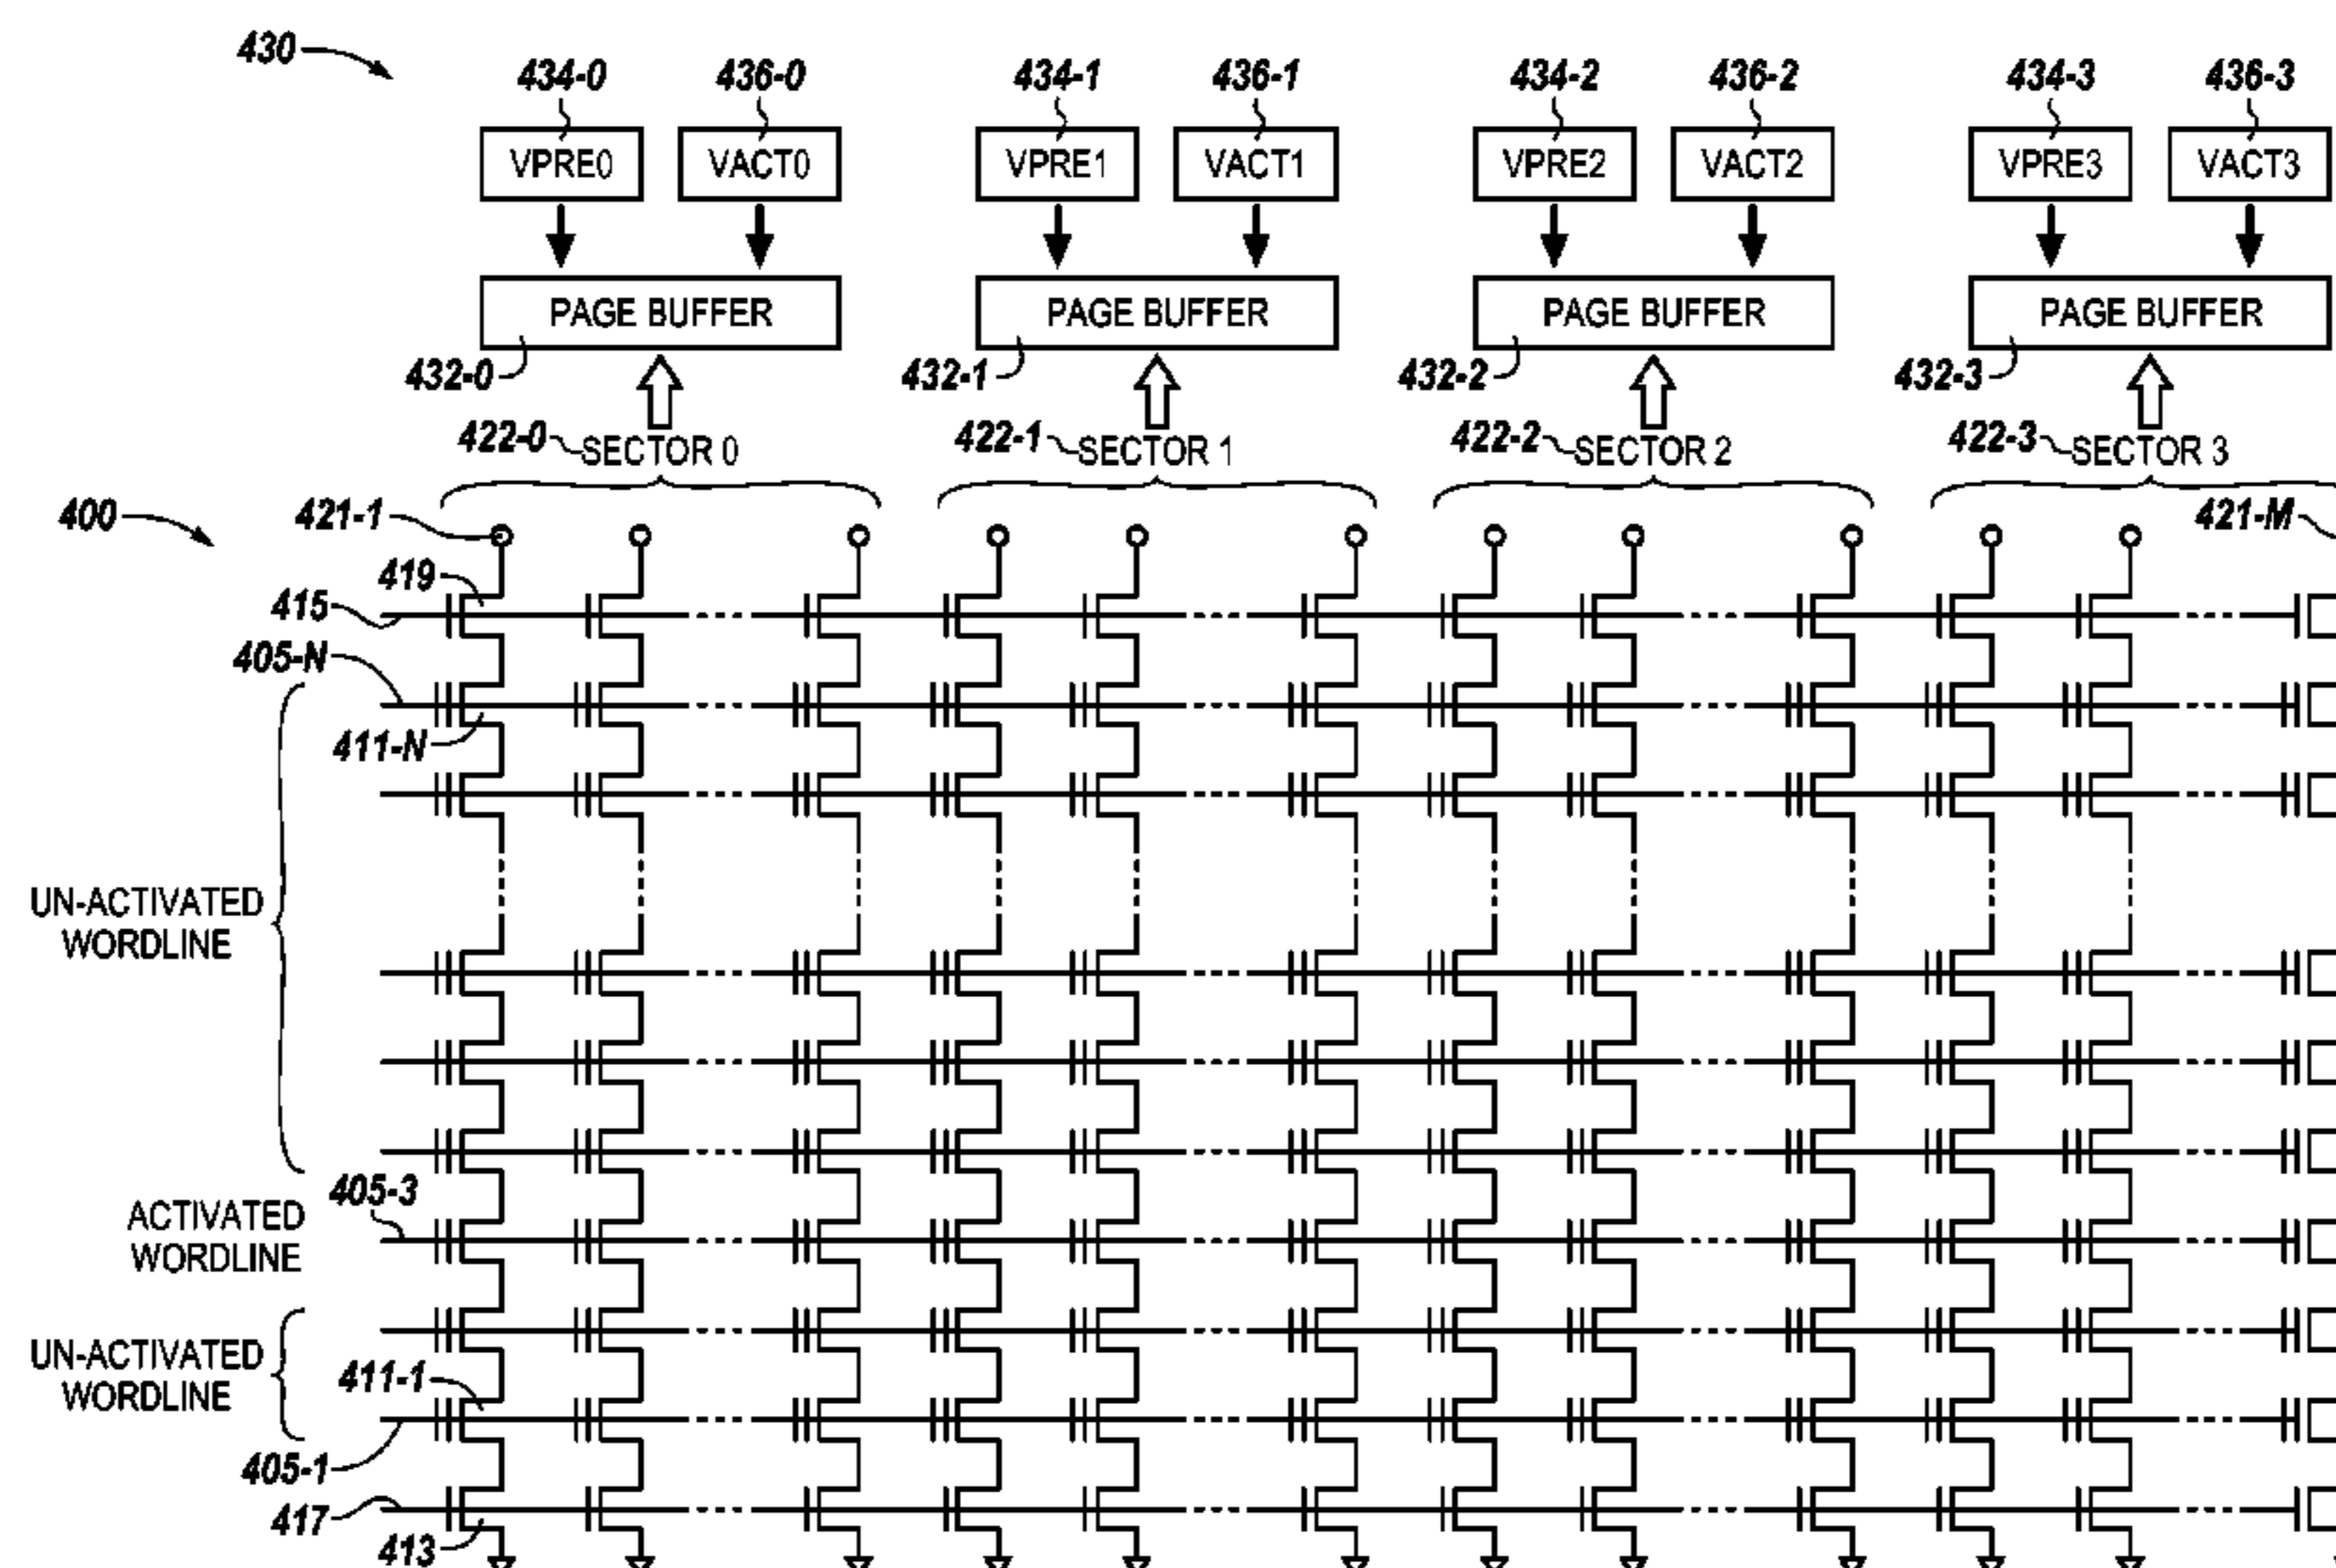 430
434-0 436-0 434-1 436-1 434-2 436-2 434-3 436-3
VPRE0 VACT0 VPRE1 VACT1 VPRE2 VACT2 VPRE3 VACT3
PAGE BUFFER PAGE BUFFER PAGE BUFFER PAGE BUFFER
432-0 432-1 432-2 432-3
422-0 SECTOR 0 422-1 SECTOR 1 422-2 SECTOR 2 422-3 SECTOR 3
400 421-1 421-M
419
415
405-N
411-N
UN-ACTIVATED
WORDLINE
405-3
ACTIVATED
WORDLINE
UN-ACTIVATED
WORDLINE
411-1
405-1
417
413